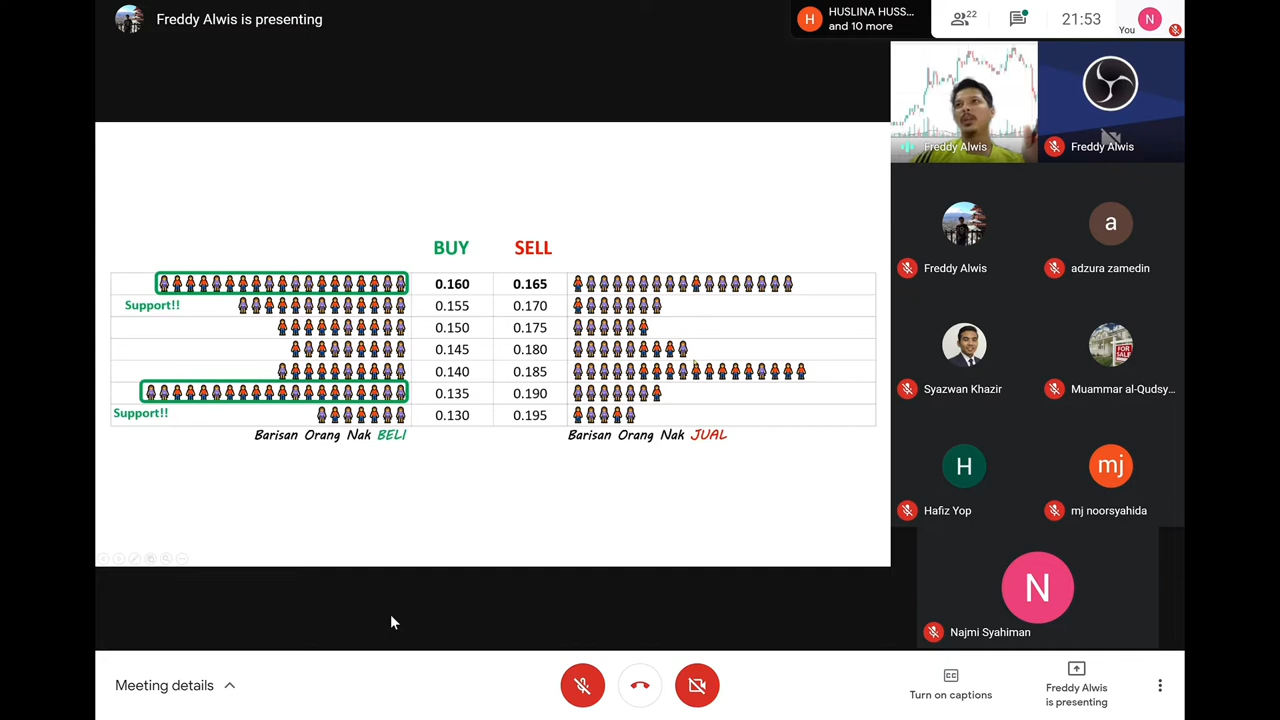 Freddy Alwis is presenting
HUSLINA HUSS...
and 10 more
H
22
21:53
You
N
Freddy Alwis
Freddy Alwis
BUY SELL
0.160 0.165
Support!! 0.155 0.170
0.150 0.175
0.145 0.180
0.140 0.185
0.135 0.190
Support!! 0.130 0.195
Barisan Orang Nak BELI
Barisan Orang Nak JUAL
Freddy Alwis
a
adzura zamedin
Syazwan Khazir
FOR SALE
Muammar al-Qudsy...
H
Hafiz Yop
mj
mj noorsyahida
N
Najmi Syahiman
Meeting details
CC
Turn on captions
Freddy Alwis
is presenting